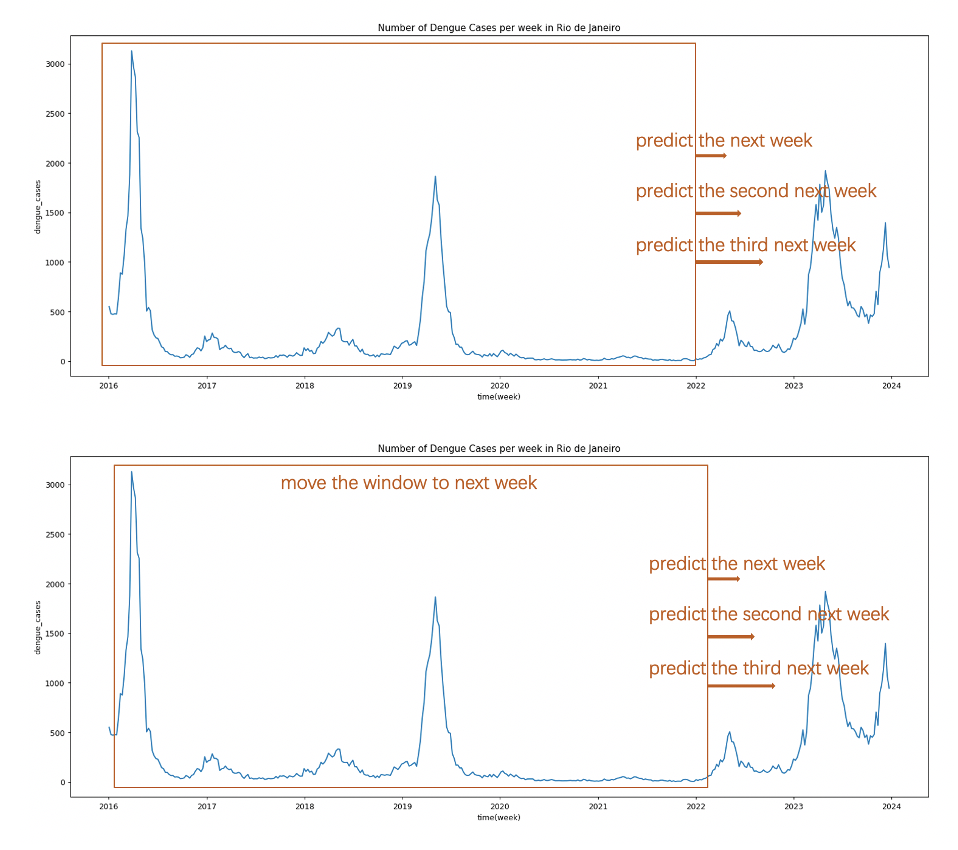 Number of Dengue Cases per week in Rio de Janeiro
3000
2500
2000
1500
1000
500
0
dengue_cases
predict the next week
predict the second next week
predict the third next week
2016 2017 2018 2019 2020 2021 2022 2023 2024
time(week)
Number of Dengue Cases per week in Rio de Janeiro
move the window to next week
3000
2500
2000
1500
1000
500
0
dengue_cases
predict the next week
predict the second next week
predict the third next week
2016 2017 2018 2019 2020 2021 2022 2023 2024
time(week)